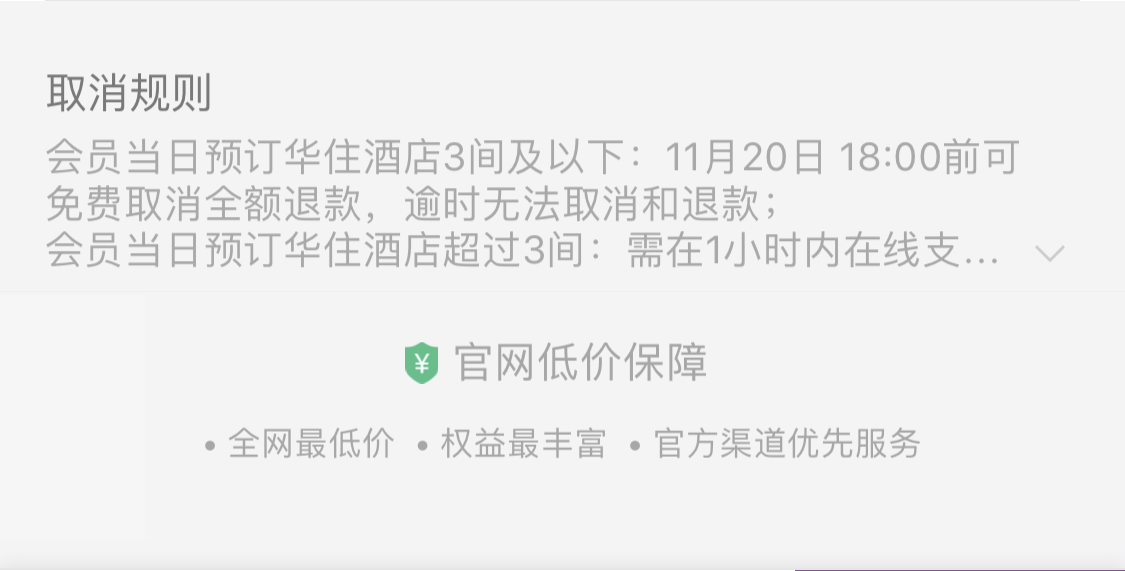 取消规则
会员当日预订华住酒店3间及以下：11月20日 18:00前可
免费取消全额退款，逾时无法取消和退款；
会员当日预订华住酒店超过3间：需在1小时内在线支...
¥ 官网低价保障
• 全网最低价 • 权益最丰富 • 官方渠道优先服务